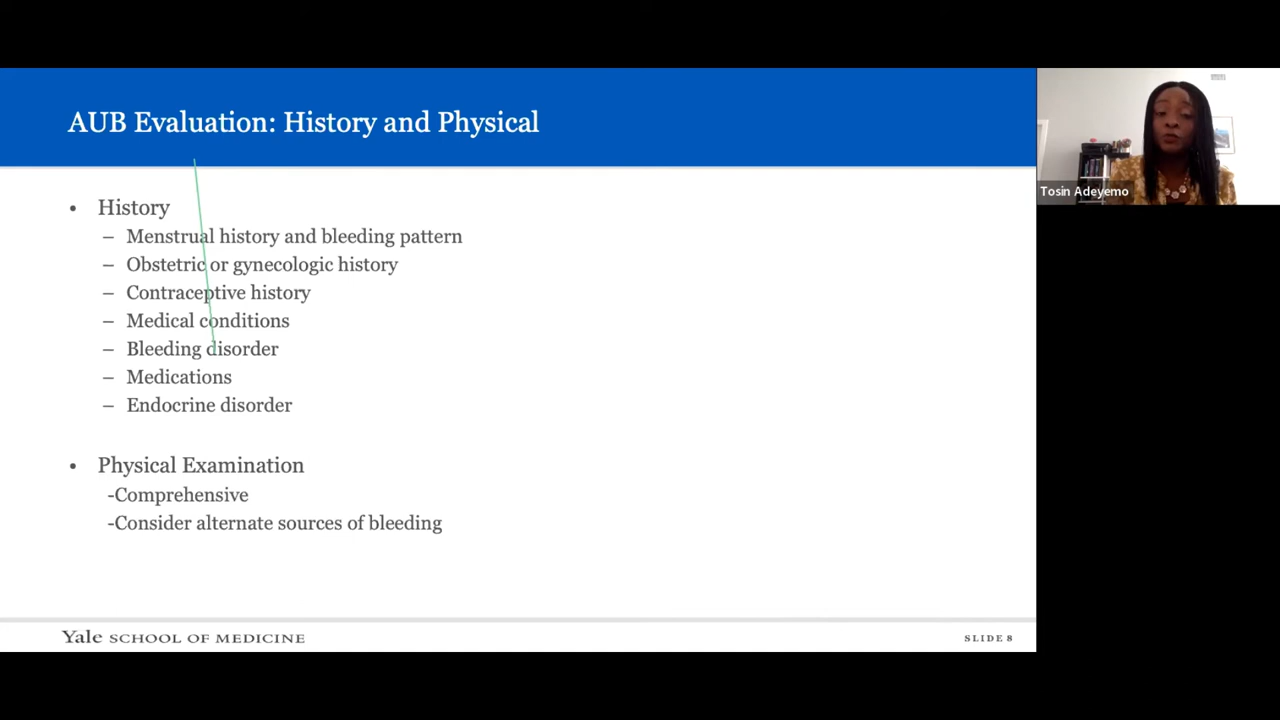 AUB Evaluation: History and Physical
• History
– Menstrual history and bleeding pattern
– Obstetric or gynecologic history
– Contraceptive history
– Medical conditions
– Bleeding disorder
– Medications
– Endocrine disorder
• Physical Examination
-Comprehensive
-Consider alternate sources of bleeding
Yale SCHOOL OF MEDICINE
SLIDE 8
Tosin Adeyemo